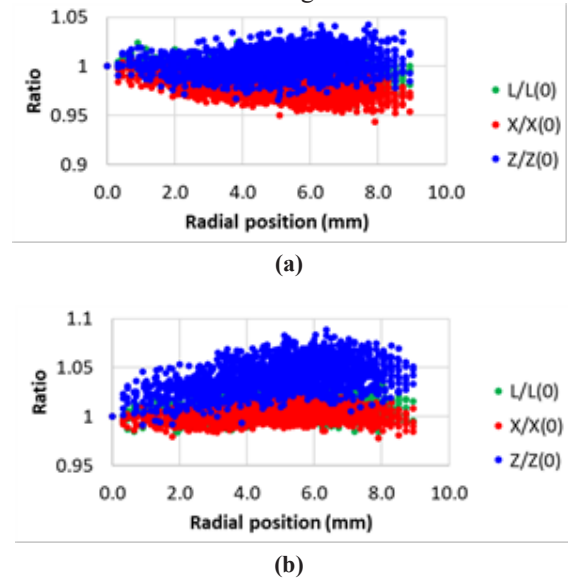 1.05
1
0.95
0.9
Ratio
0.0 2.0 4.0 6.0 8.0 10.0
Radial position (mm)
L/L(0)
X/X(0)
Z/Z(0)
(a)
1.1
1.05
1
0.95
Ratio
0.0 2.0 4.0 6.0 8.0 10.0
Radial position (mm)
L/L(0)
X/X(0)
Z/Z(0)
(b)